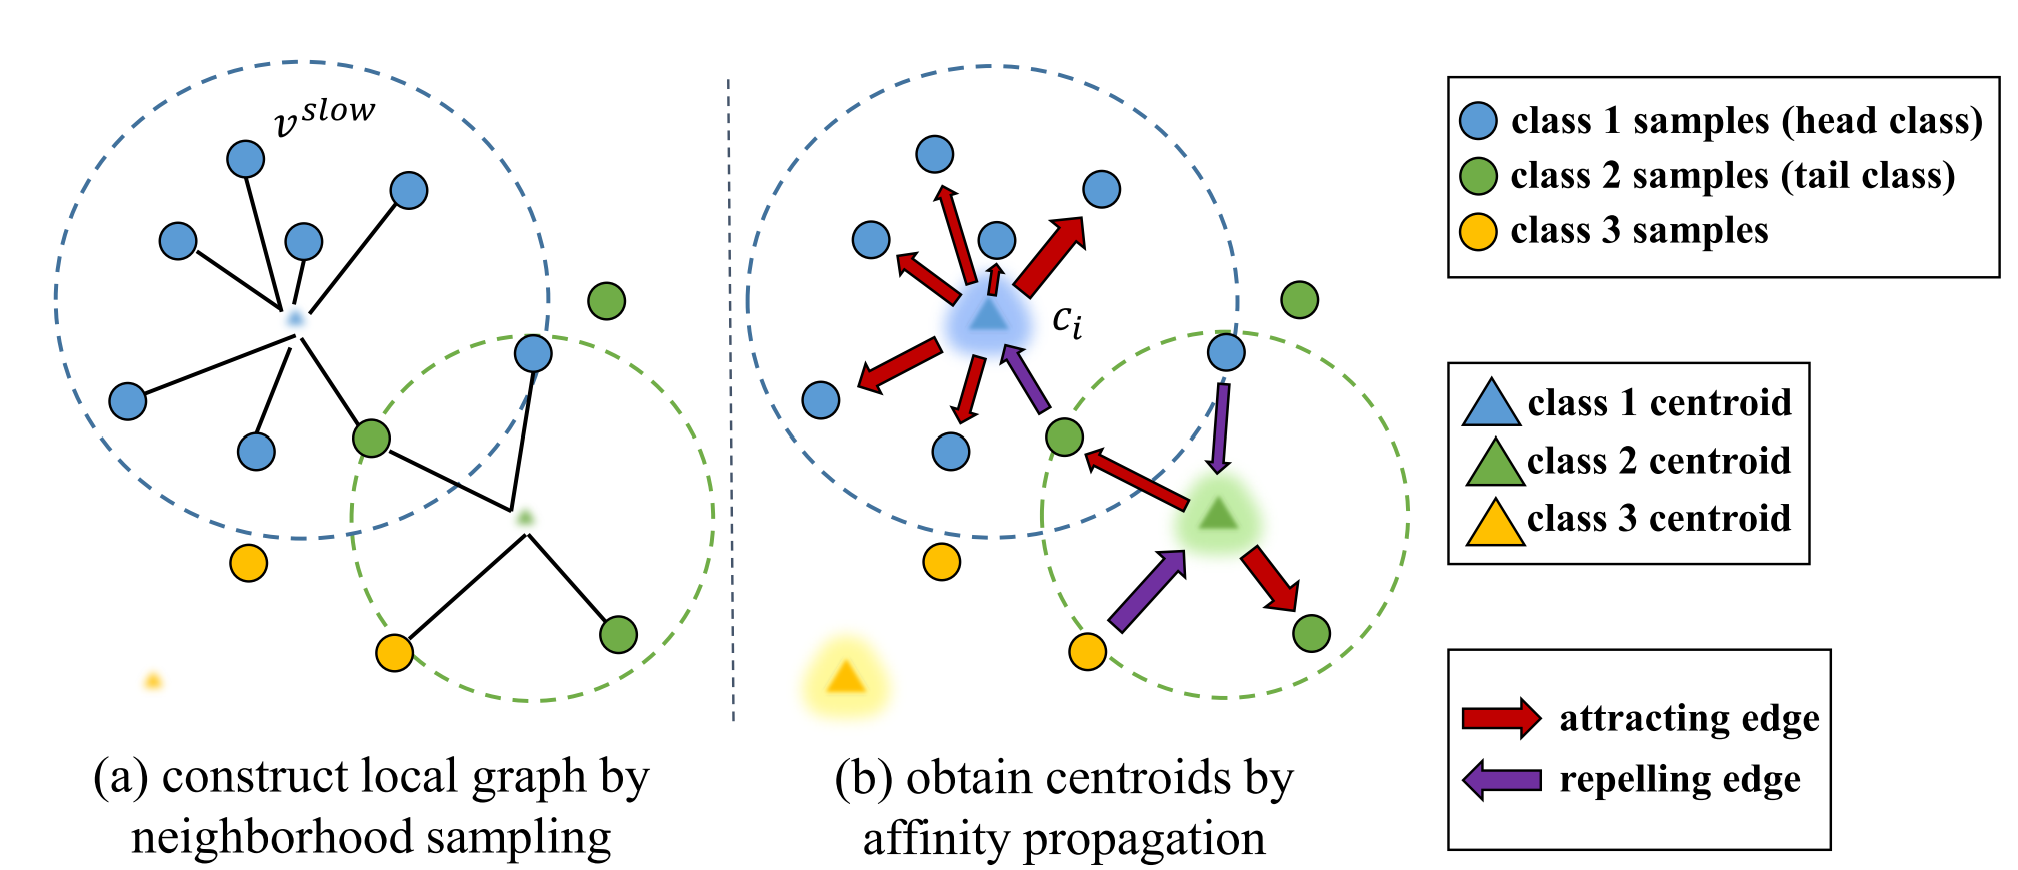 v^slow
c_i
class 1 samples (head class)
class 2 samples (tail class)
class 3 samples
class 1 centroid
class 2 centroid
class 3 centroid
attracting edge
repelling edge
(a) construct local graph by
neighborhood sampling
(b) obtain centroids by
affinity propagation